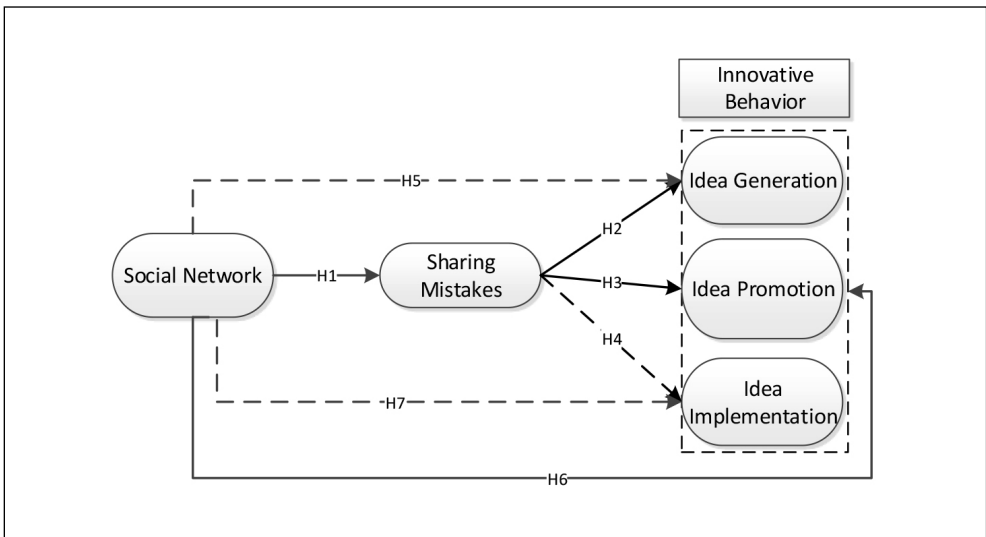 Innovative
Behavior
H5
Idea Generation
H2
Social Network
H1
Sharing
Mistakes
H3
Idea Promotion
H4
H7
Idea
Implementation
H6